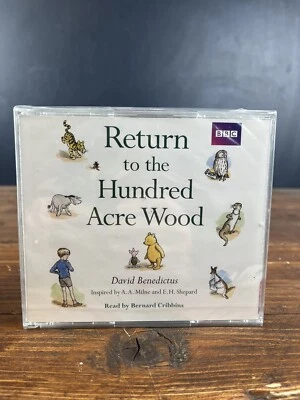 BBC
Return
to the
Hundred
Acre Wood
David Benedictus
Inspired by A. A. Milne and E. H. Shepard
Read by Bernard Cribbins